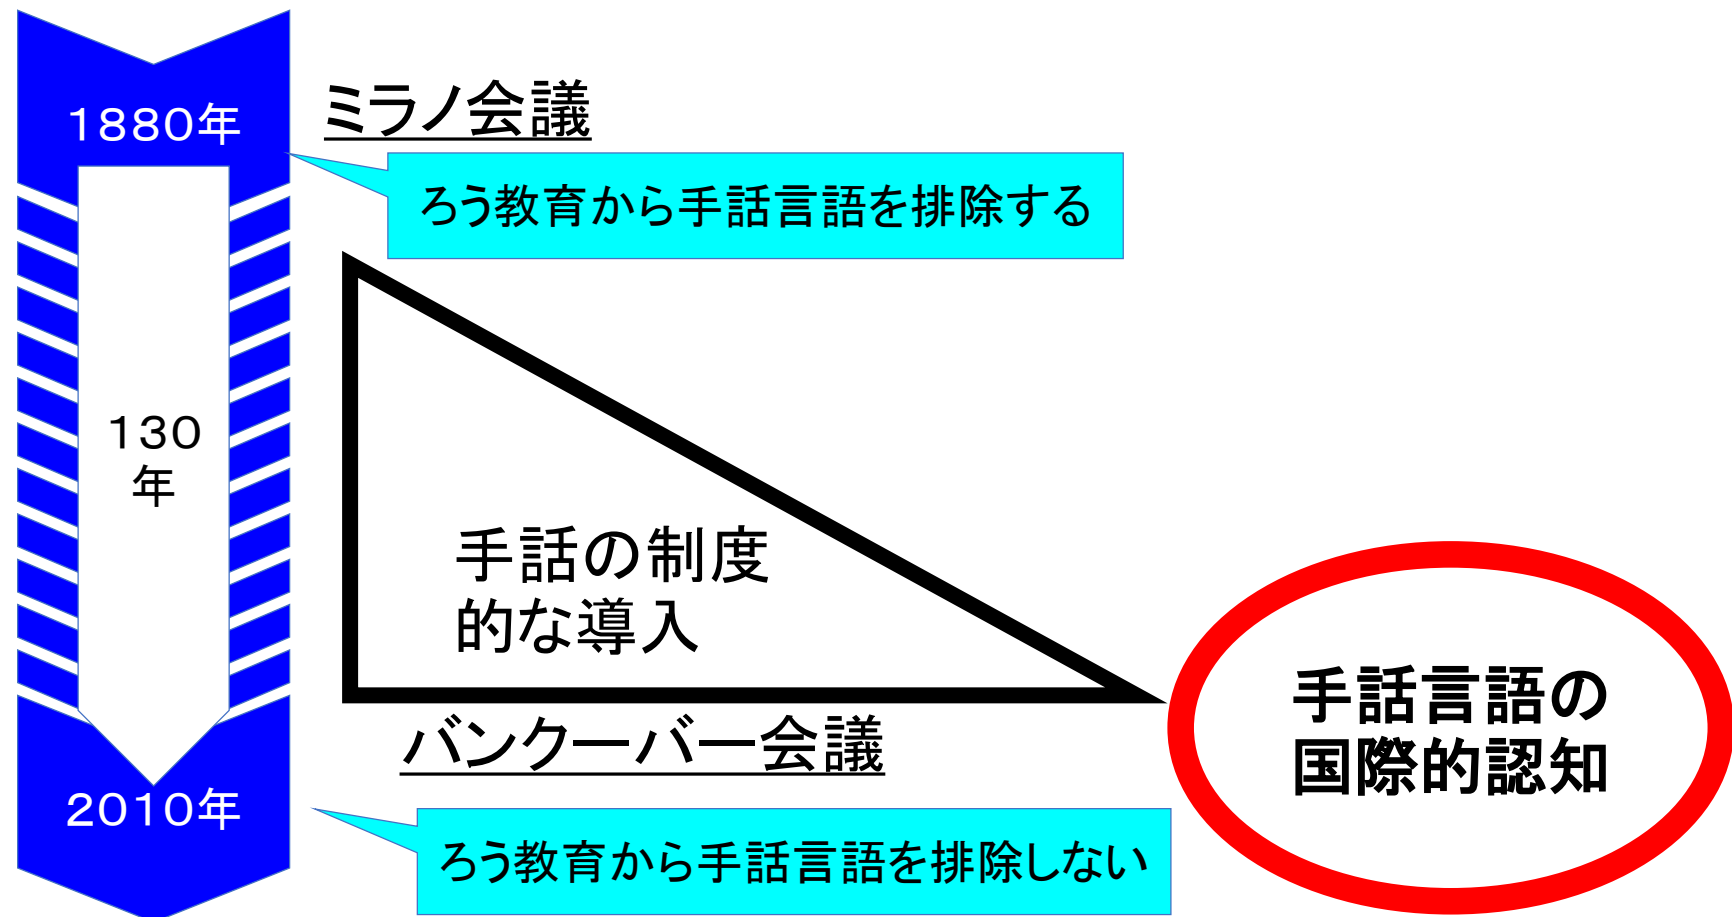 1880年
ミラノ会議
ろう教育から手話言語を排除する
130
年
手話の制度
的な導入
バンクーバー会議
手話言語の
国際的認知
2010年
ろう教育から手話言語を排除しない